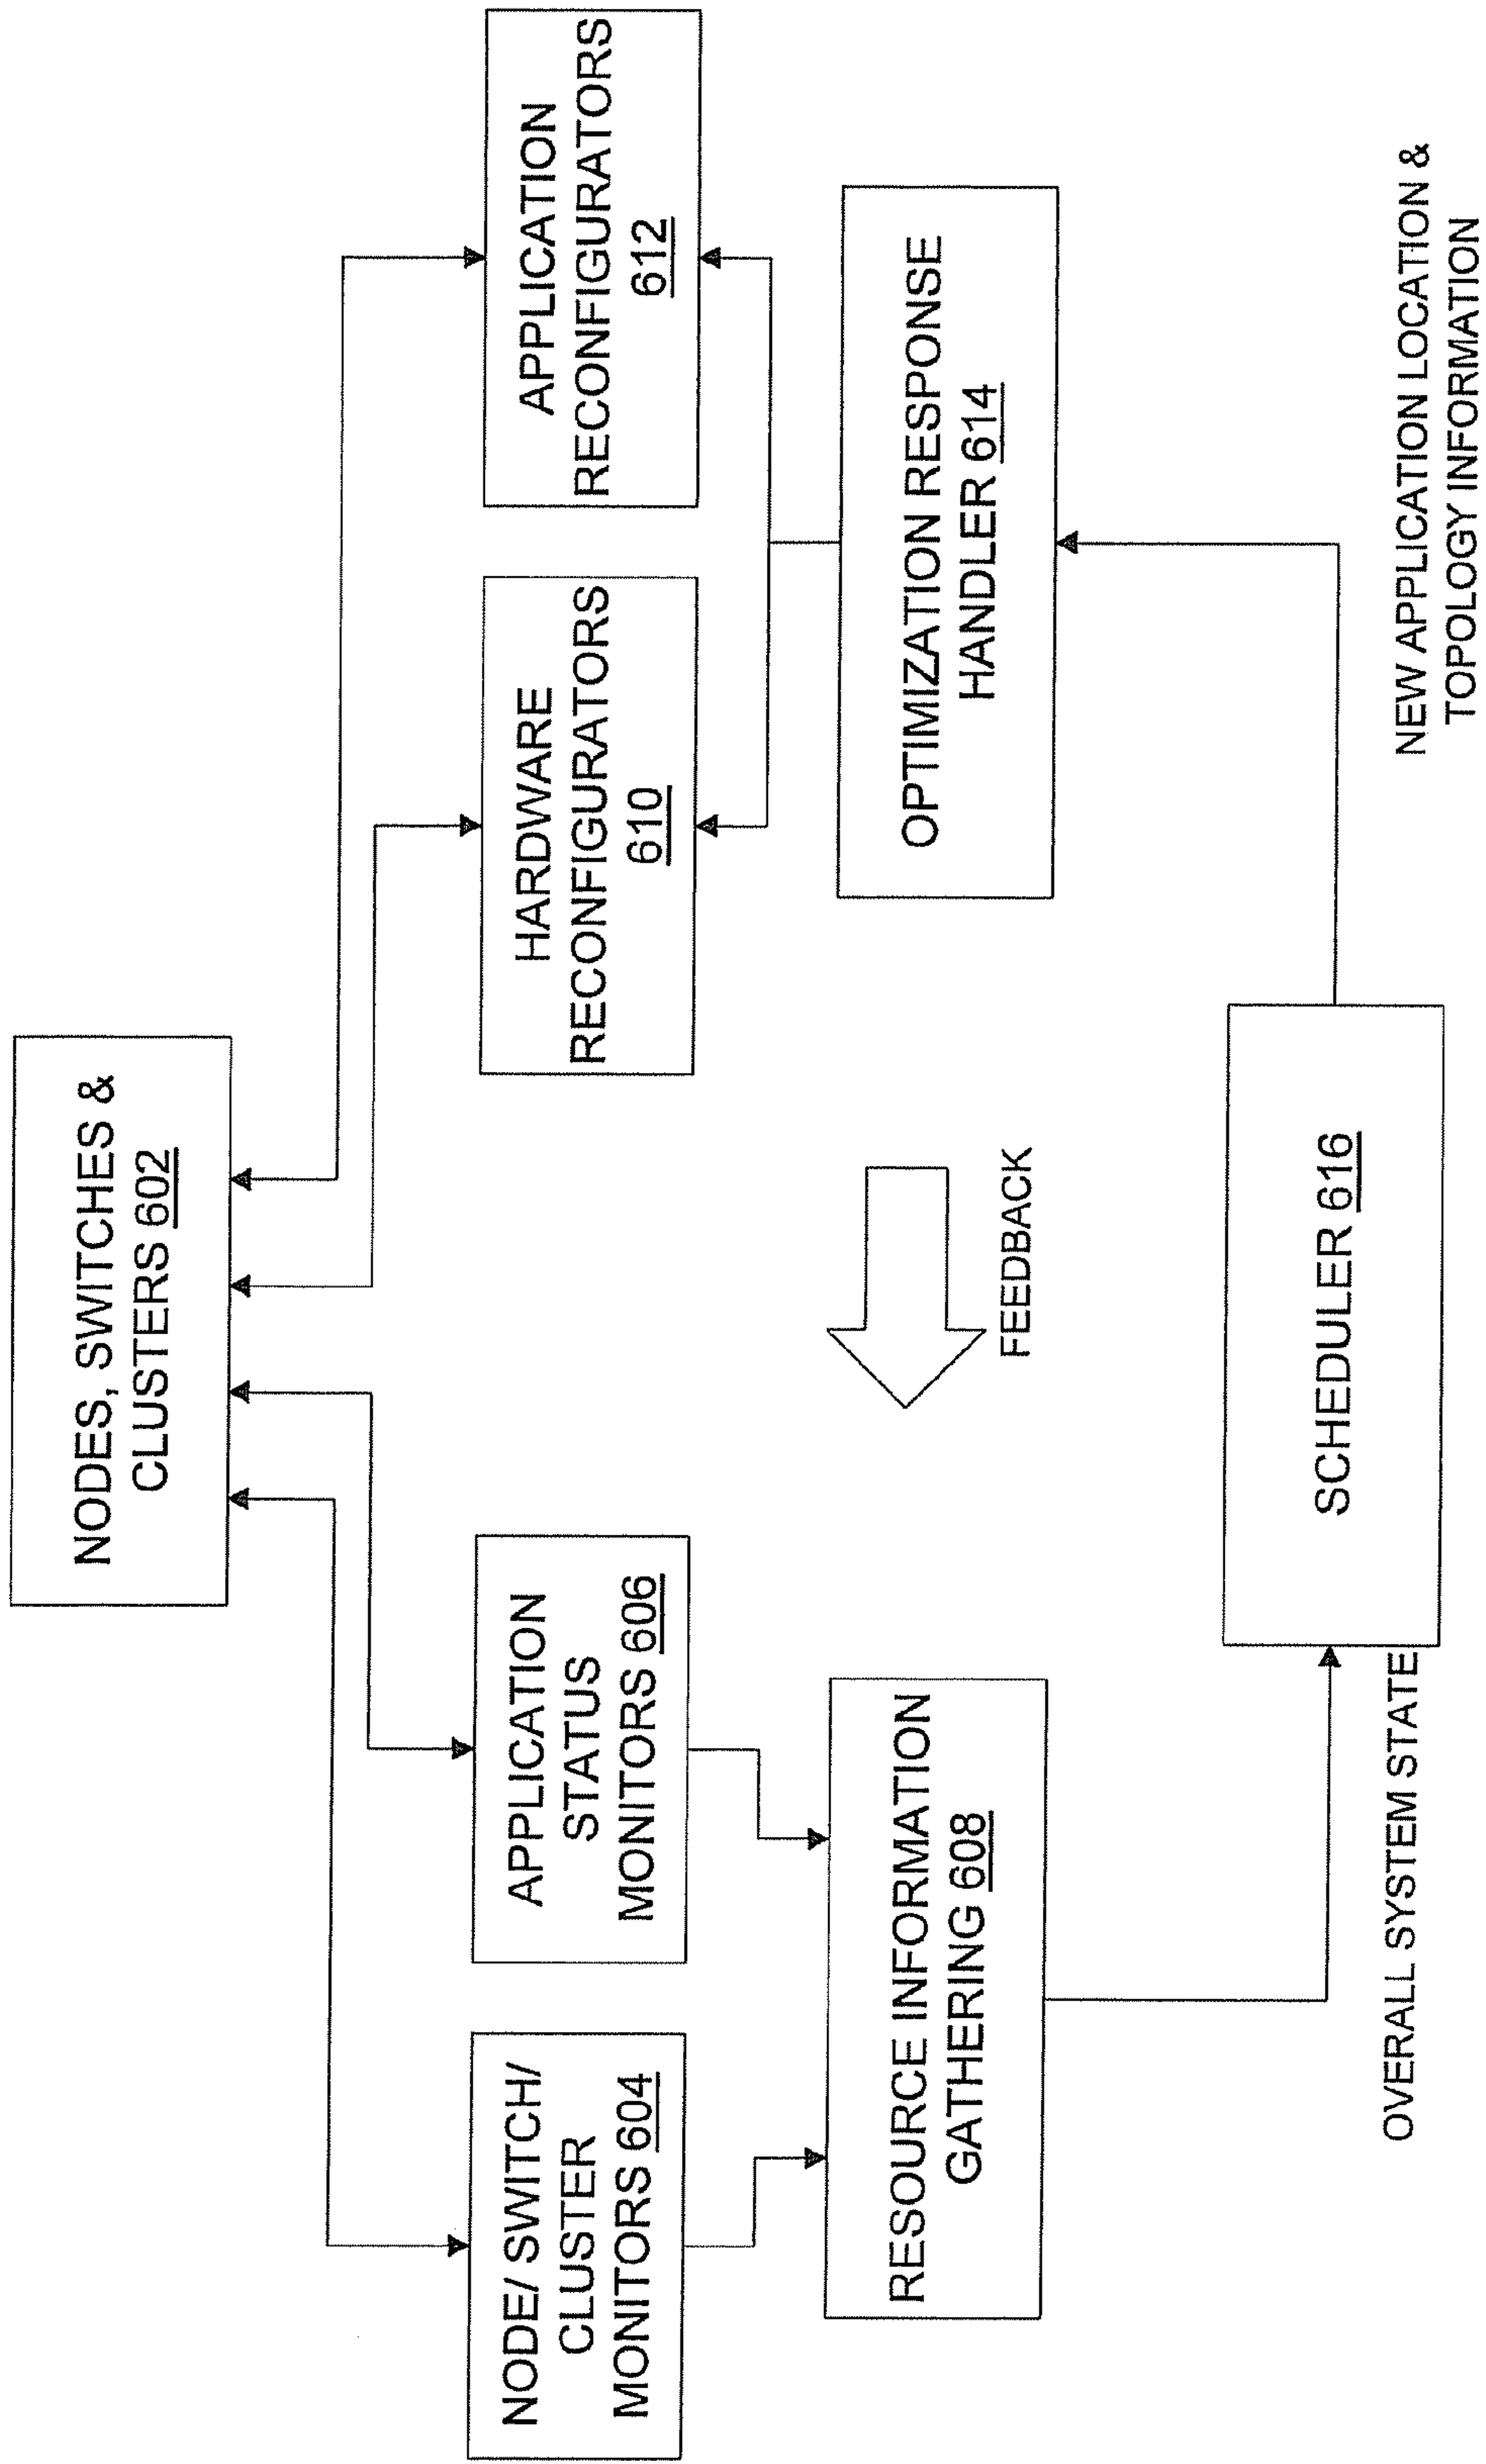 NODES, SWITCHES &
CLUSTERS 602
NODE/ SWITCH/
CLUSTER
MONITORS 604
APPLICATION
STATUS
MONITORS 606
HARDWARE
RECONFIGURATORS
610
APPLICATION
RECONFIGURATORS
612
RESOURCE INFORMATION
GATHERING 608
FEEDBACK
OPTIMIZATION RESPONSE
HANDLER 614
OVERALL SYSTEM STATE
SCHEDULER 616
NEW APPLICATION LOCATION &
TOPOLOGY INFORMATION